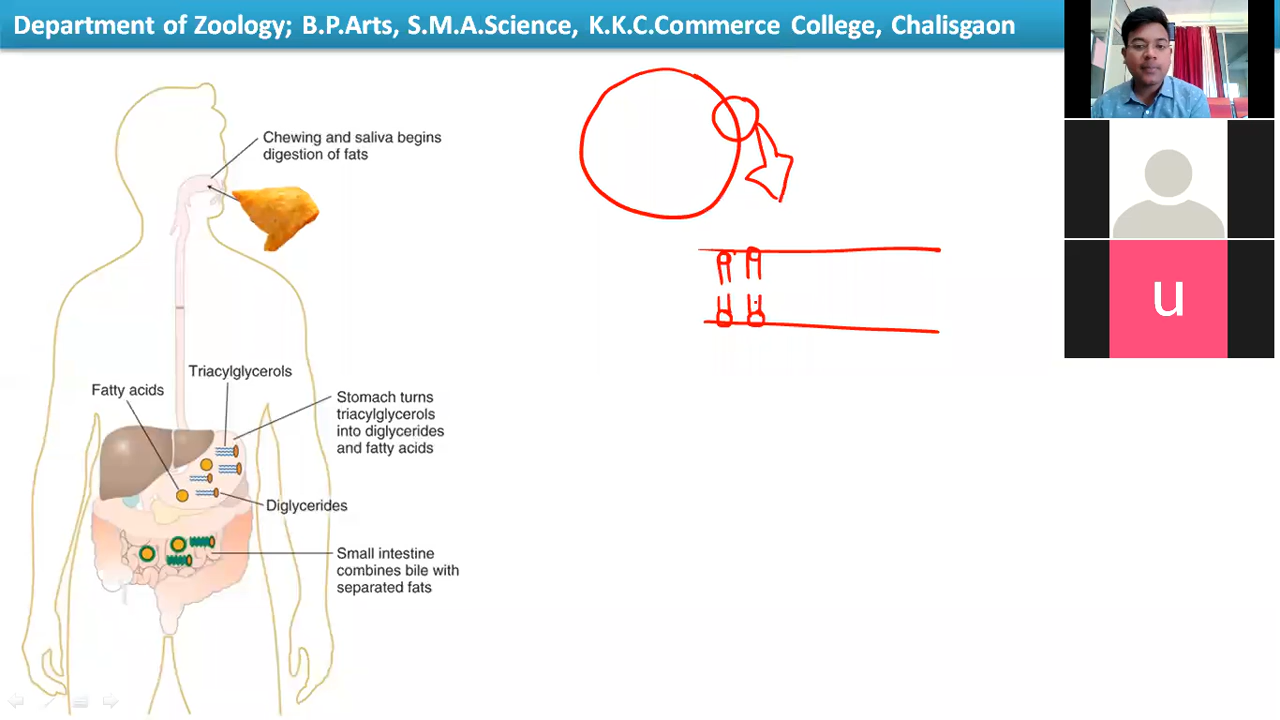 Department of Zoology; B.P.Arts, S.M.A.Science, K.K.C.Commerce College, Chalisgaon
Chewing and saliva begins
digestion of fats
Triacylglycerols
Fatty acids
Stomach turns
triacylglycerols
into diglycerides
and fatty acids
Diglycerides
Small intestine
combines bile with
separated fats
u